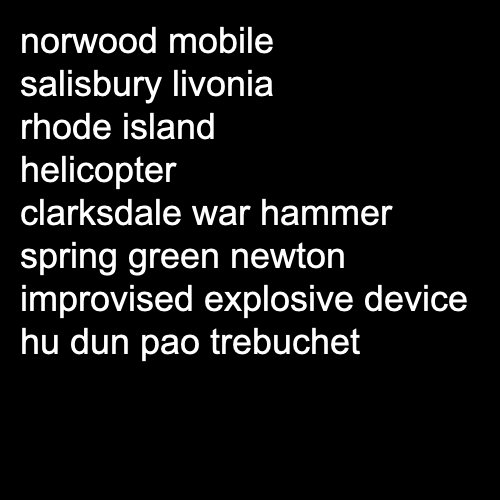 norwood mobile
salisbury livonia
rhode island
helicopter
clarksdale war hammer
spring green newton
improvised explosive device
hu dun pao trebuchet